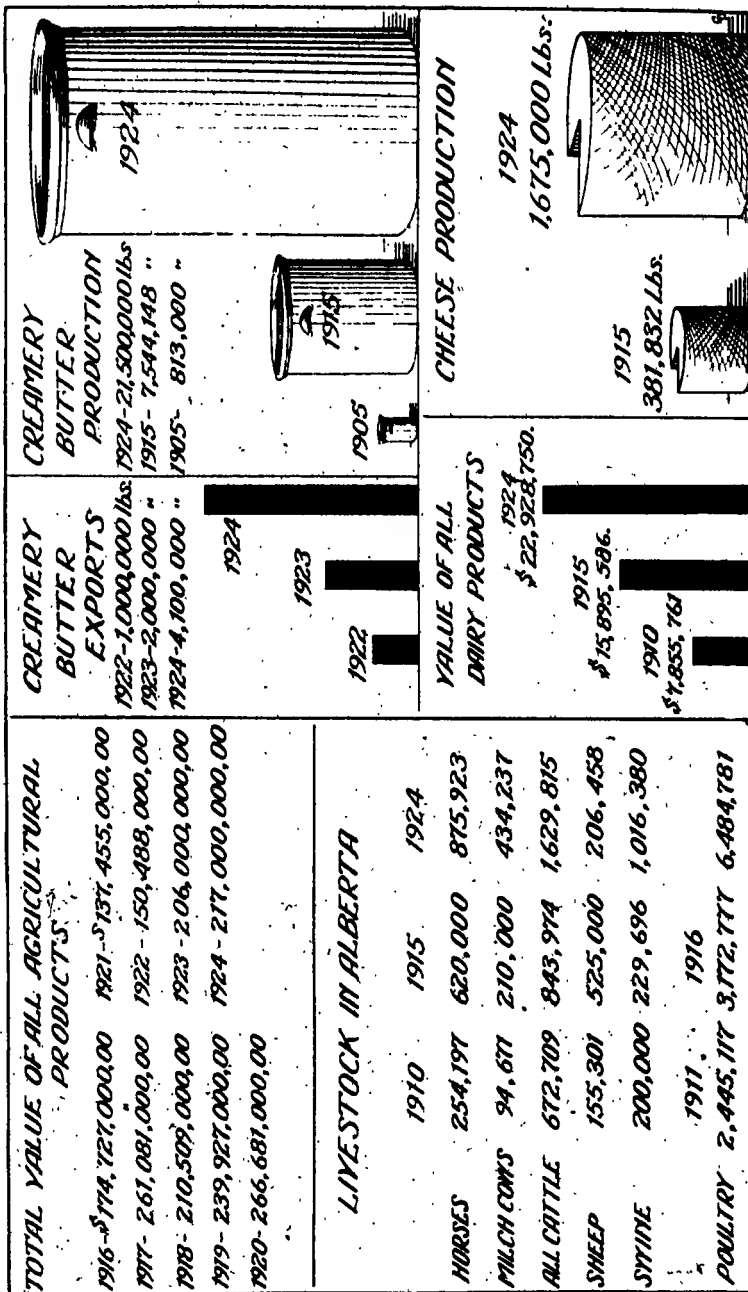 TOTAL VALUE OF ALL AGRICULTURAL
PRODUCTS
1916-$174,727,000,00 1921-$137,455,000,00
1917-261,081,000,00 1922-150,488,000,00
1918-210,509,000,00 1923-206,000,000,00
1919-239,927,000,00 1924-217,000,000,00
1920-266,681,000,00
LIVESTOCK IN ALBERTA
1910 1915 1924
HORSES 254,197 620,000 875,923
MILCH COWS 94,677 210,000 434,237
ALL CATTLE 672,709 843,974 1,629,815
SHEEP 155,301 525,000 206,458
SWINE 200,000 229,696 1,016,380
1911. 1916
POULTRY 2,445,117 3,172,777 6,484,781
CREAMERY
BUTTER
EXPORTS
1922-1,000,000 lbs.
1923-2,000,000 "
1924-4,100,000 "
1922
1923
1924
CREAMERY
BUTTER
PRODUCTION
1924-21,500,000 lbs
1915-7,544,148 "
1905-813,000 "
1905
1915
1924
VALUE OF ALL
DAIRY PRODUCTS
1924
$22,928,750.
1915
$15,895,586.
1910
$7,855,761
CHEESE PRODUCTION
1924
1,675,000 Lbs.
1915
381,832 Lbs.